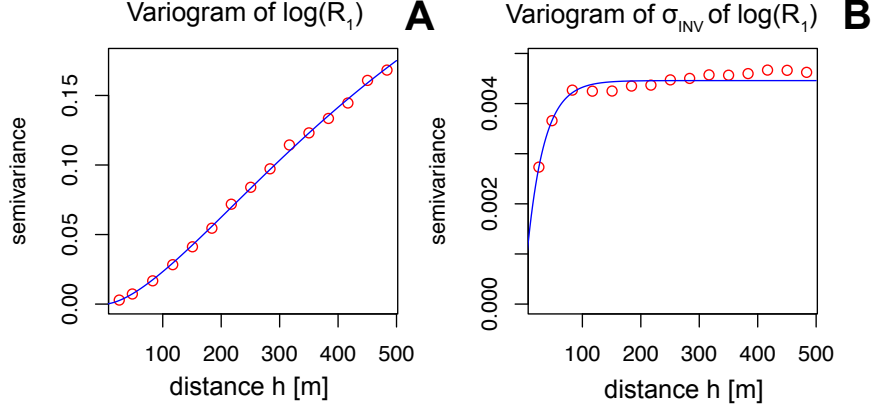 Variogram of log(R₁)
A
semivariance
0.00
0.05
0.10
0.15
100
200
300
400
500
distance h [m]
Variogram of σINV of log(R₁)
B
semivariance
0.000
0.002
0.004
100
200
300
400
500
distance h [m]